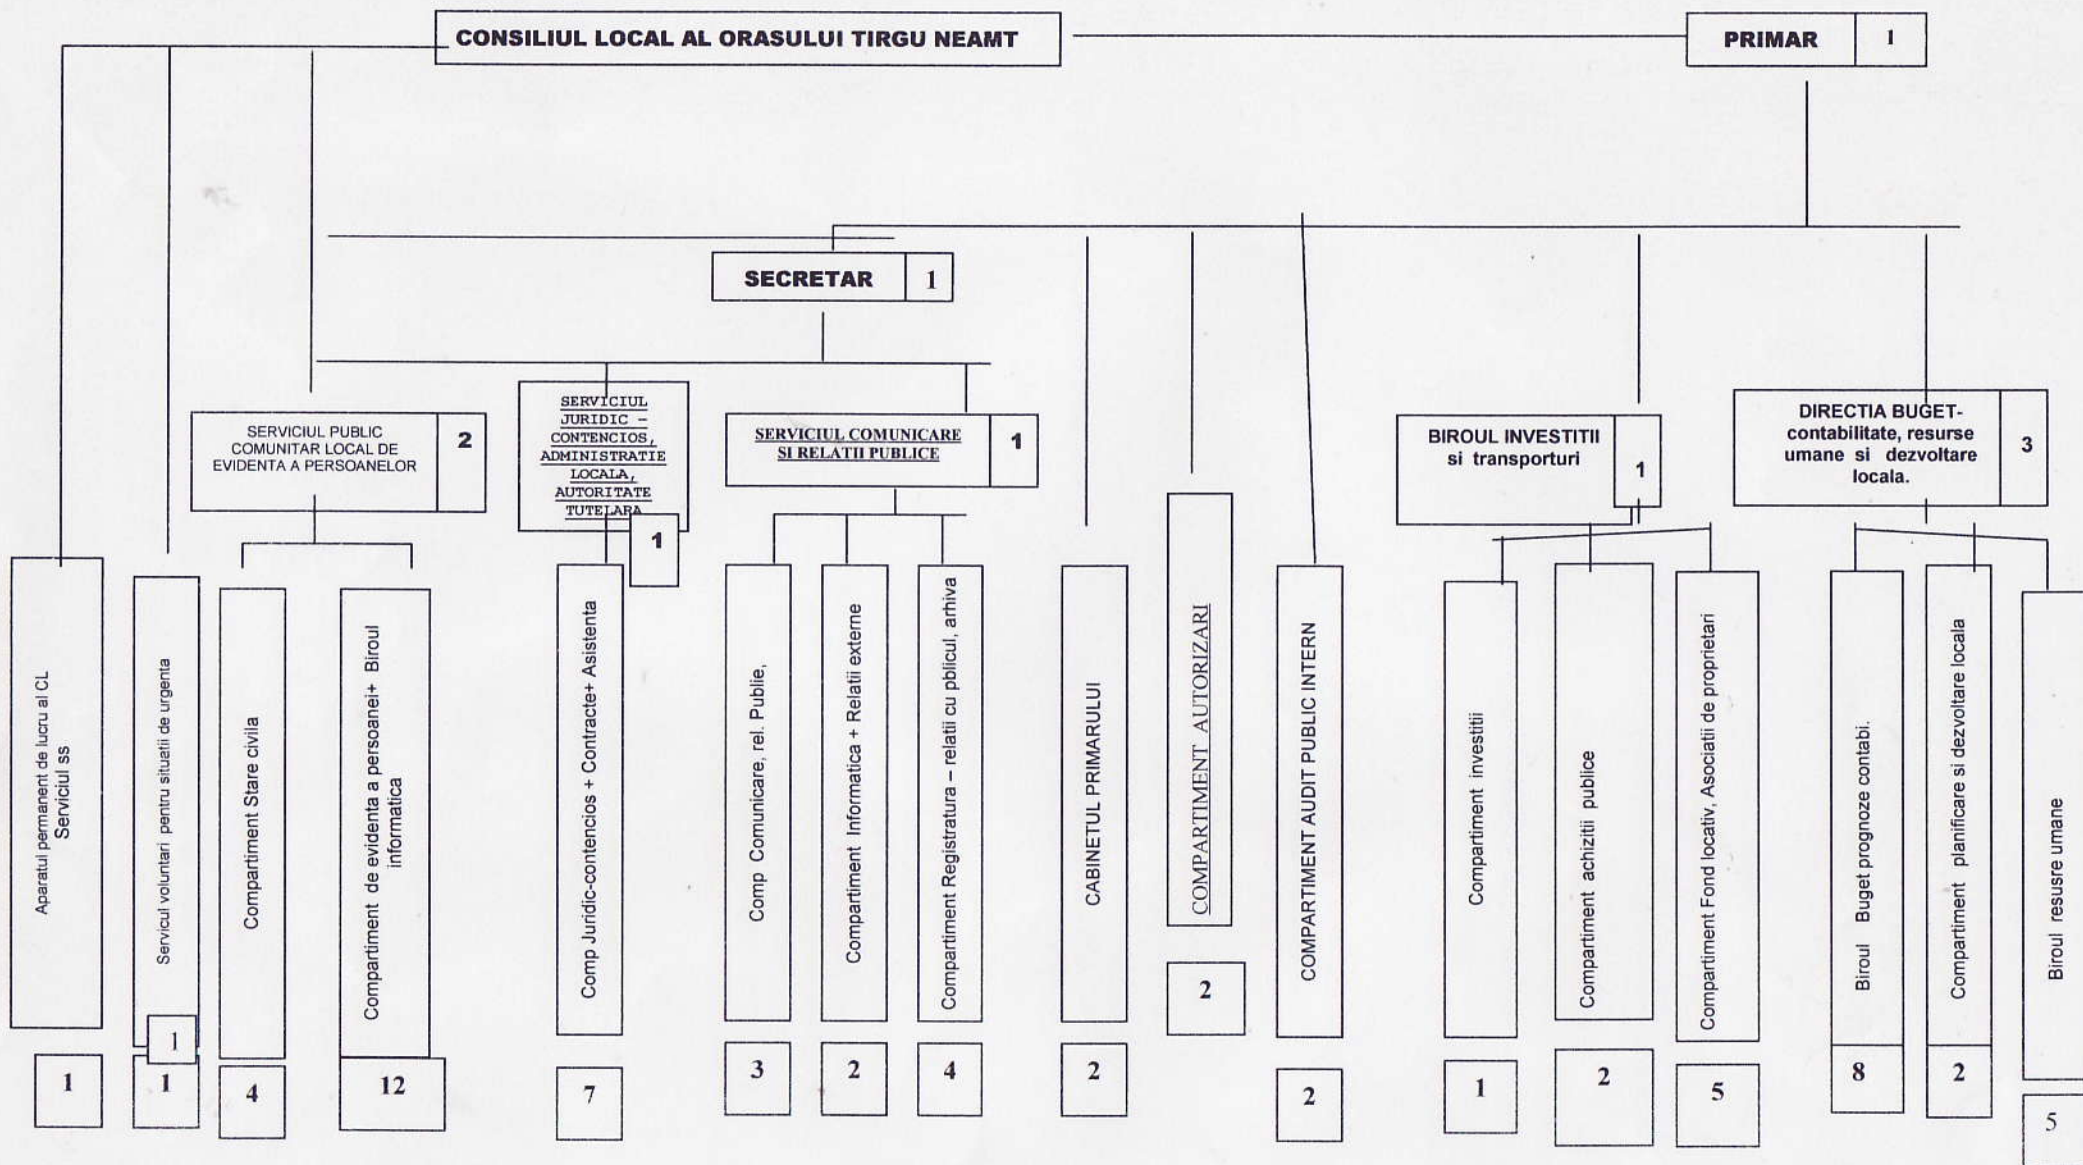 CONSILIUL LOCAL AL ORASULUI TIRGU NEAMT
PRIMAR
1
SECRETAR
1
SERVICIUL PUBLIC
COMUNITAR LOCAL DE
EVIDENTA A PERSOANELOR
2
SERVICIUL
JURIDIC –
CONTENCIOS,
ADMINISTRATIE
LOCALA,
AUTORITATE
TUTELARA
1
SERVICIUL COMUNICARE
SI RELATII PUBLICE
1
BIROUL INVESTITII
si transporturi
1
DIRECTIA BUGET-
contabilitate, resurse
umane si dezvoltare
locala.
3
Aparatul permanent de lucru al CL
Serviciul ss
1
Serviciul voluntari pentru situatii de urgenta
1
1
Compartiment Stare civila
4
Compartiment de evidenta a persoanei+ Biroul
informatica
12
Comp Juridic-contencios + Contracte+ Asistenta
7
Comp Comunicare, rel. Publie,
3
Compartiment Informatica + Relatii externe
2
Compartiment Registratura – relatii cu pblicul, arhiva
4
CABINETUL PRIMARULUI
2
COMPARTIMENT AUTORIZARI
2
COMPARTIMENT AUDIT PUBLIC INTERN
2
Compartiment investitii
1
Compartiment achizitii publice
2
Compartiment Fond locativ, Asociatii de proprietari
5
Biroul Buget prognoze contabi.
8
Compartiment planificare si dezvoltare locala
2
Biroul resusre umane
5